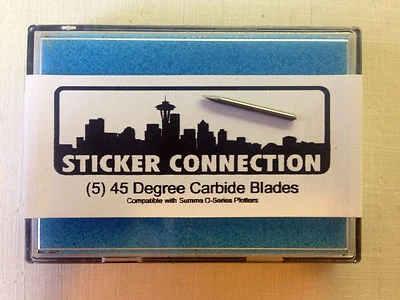 STICKER CONNECTION
(5) 45 Degree Carbide Blades
Compatible with Summa D-Series Plotters